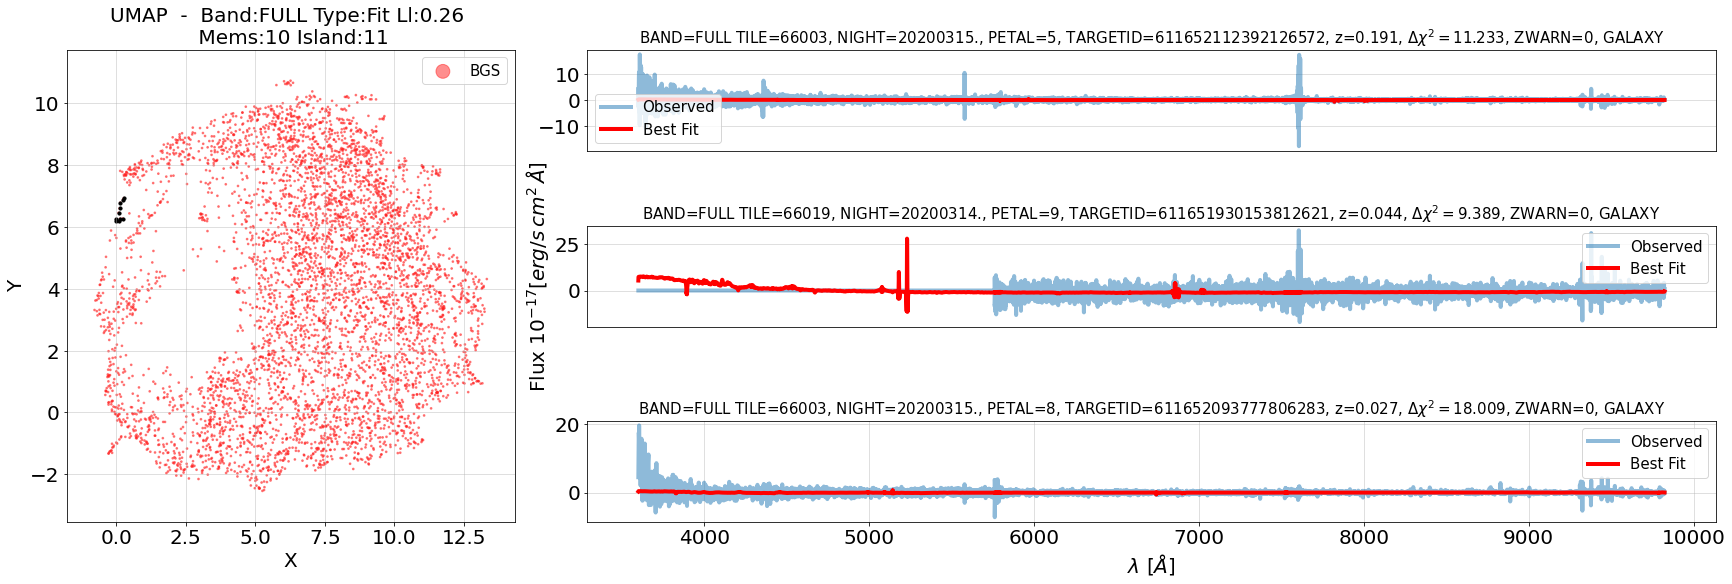 UMAP - Band:FULL Type:Fit Ll:0.26
Mems:10 Island:11
BGS
10
8
6
4
2
0
−2
Y
0.0 2.5 5.0 7.5 10.0 12.5
X
BAND=FULL TILE=66003, NIGHT=20200315., PETAL=5, TARGETID=611652112392126572, z=0.191, Δχ² = 11.233, ZWARN=0, GALAXY
10
0
−10
Observed
Best Fit
Flux 10⁻¹⁷[erg/s cm² Å]
BAND=FULL TILE=66019, NIGHT=20200314., PETAL=9, TARGETID=611651930153812621, z=0.044, Δχ² = 9.389, ZWARN=0, GALAXY
25
0
Observed
Best Fit
BAND=FULL TILE=66003, NIGHT=20200315., PETAL=8, TARGETID=611652093777806283, z=0.027, Δχ² = 18.009, ZWARN=0, GALAXY
20
0
Observed
Best Fit
4000 5000 6000 7000 8000 9000 10000
λ [Å]